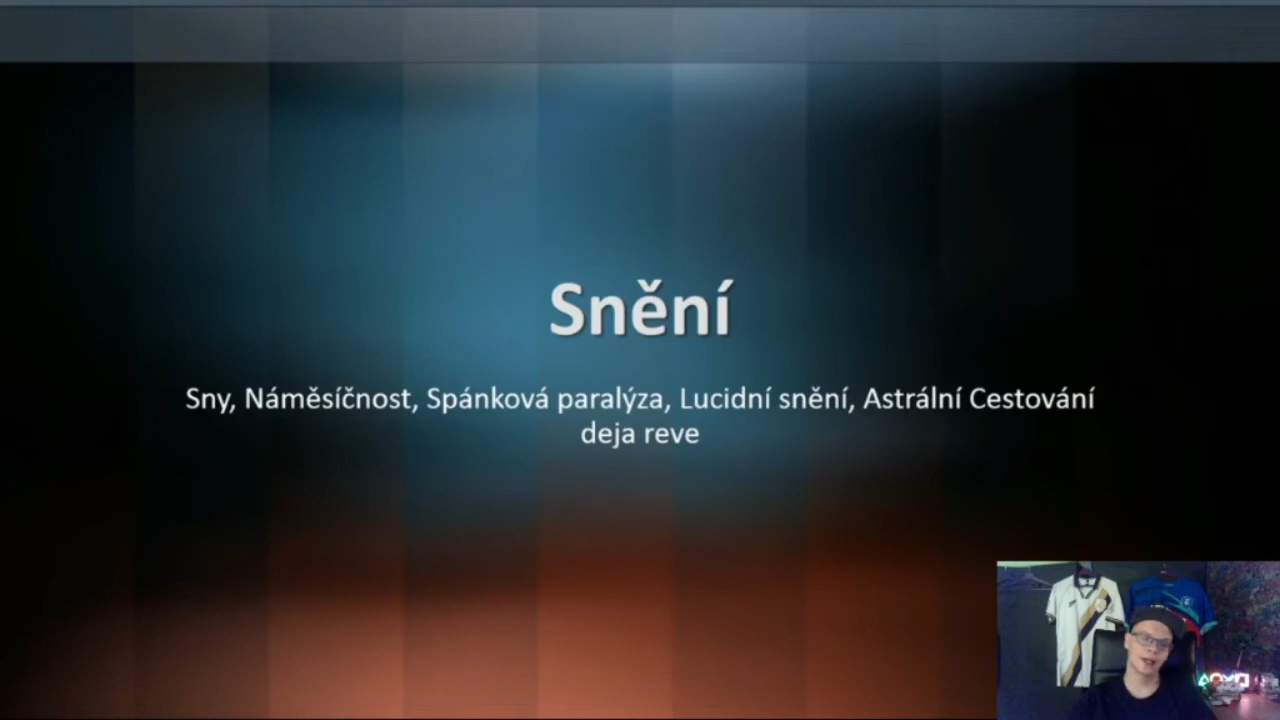 Snění
Sny, Náměsíčnost, Spánková paralýza, Lucidní snění, Astrální Cestování
deja reve